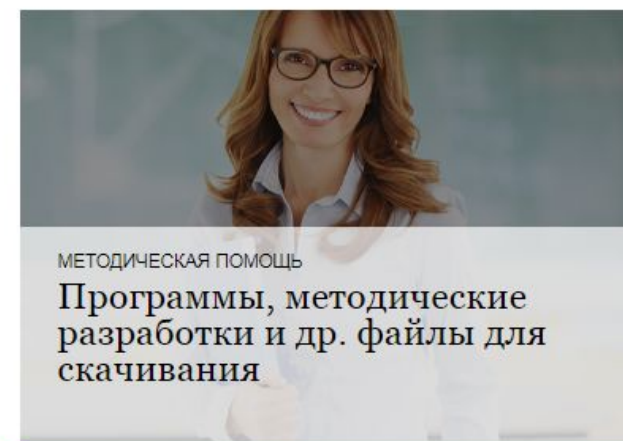 МЕТОДИЧЕСКАЯ ПОМОЩЬ
Программы, методические
разработки и др. файлы для
скачивания